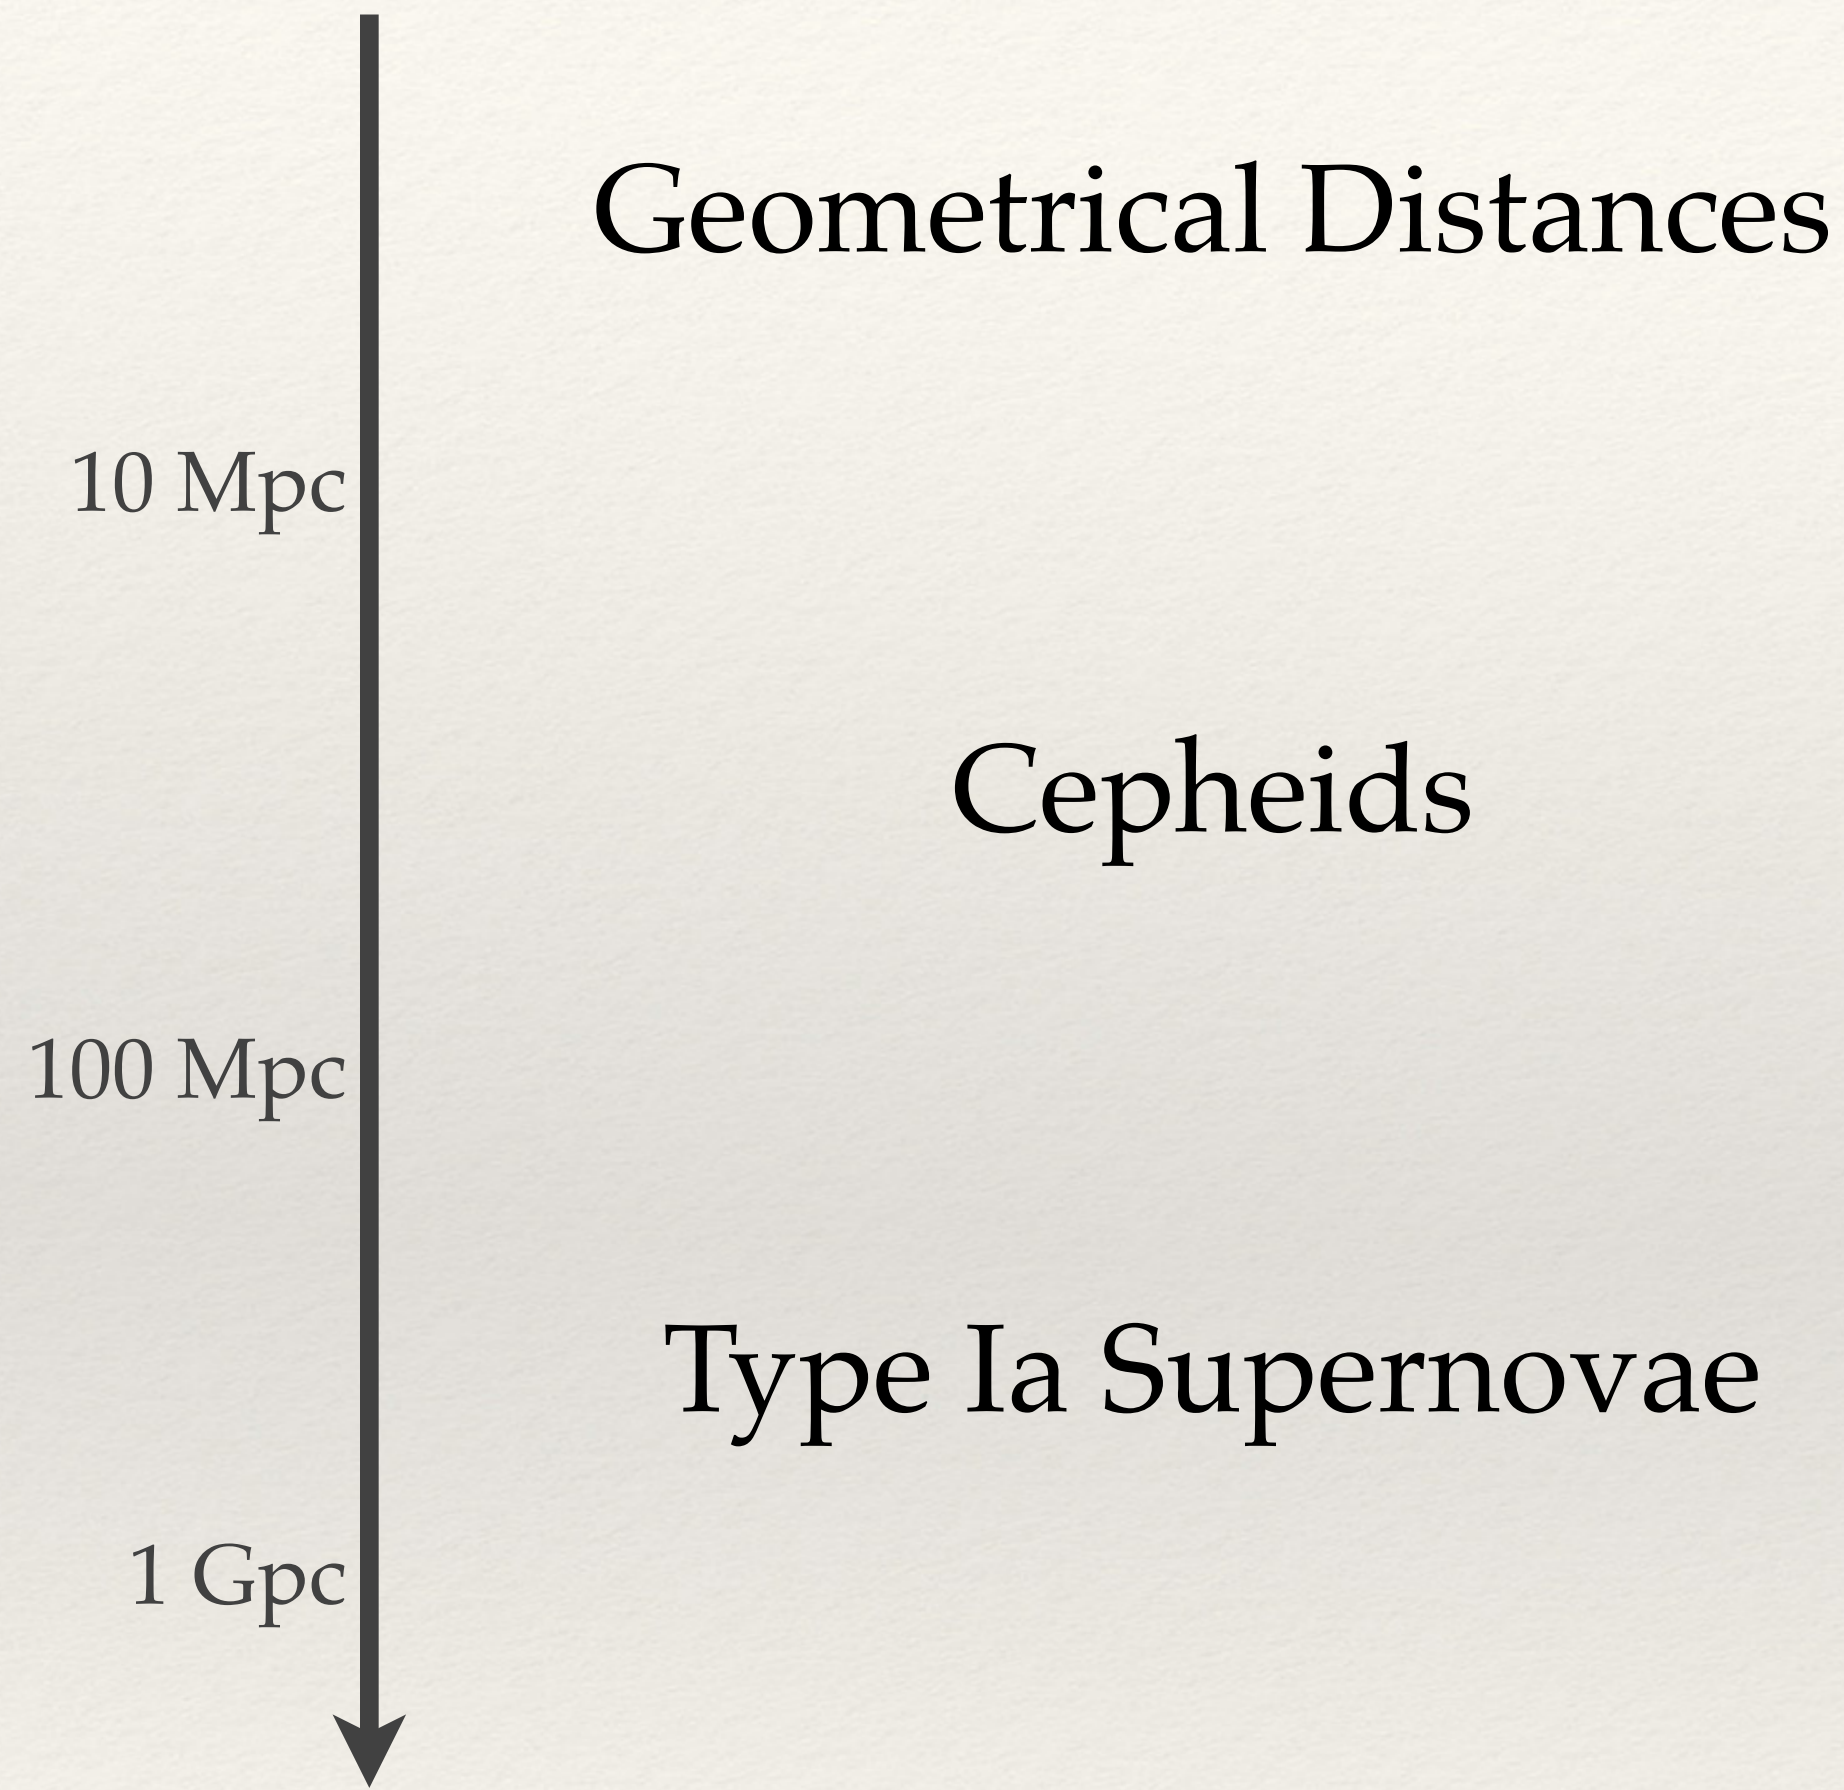 Geometrical Distances
10 Mpc
Cepheids
100 Mpc
Type Ia Supernovae
1 Gpc